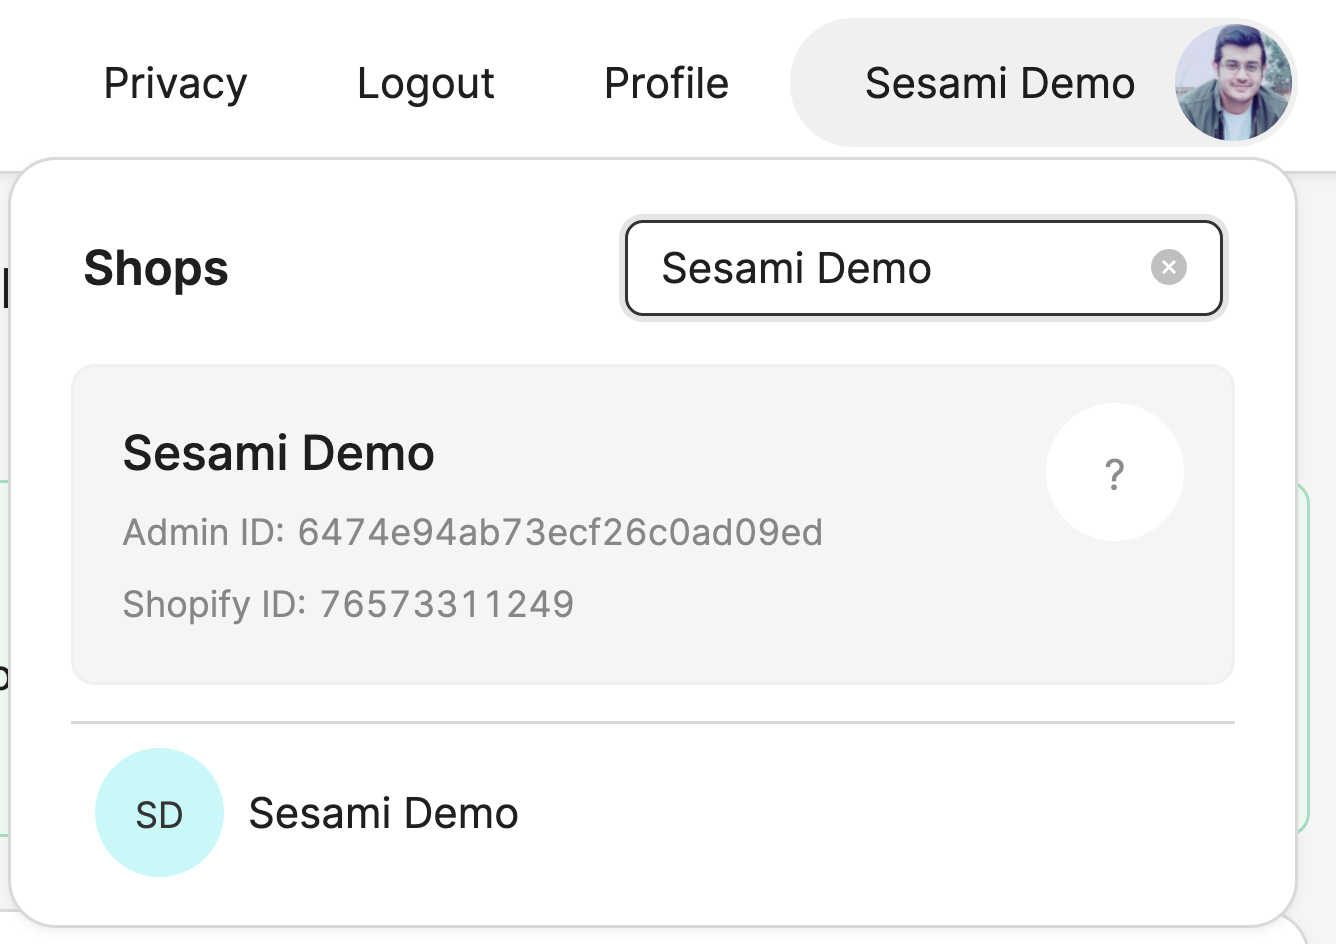 Privacy
Logout
Profile
Sesami Demo
Shops
Sesami Demo
Sesami Demo
?
Admin ID: 6474e94ab73ecf26c0ad09ed
Shopify ID: 76573311249
SD
Sesami Demo